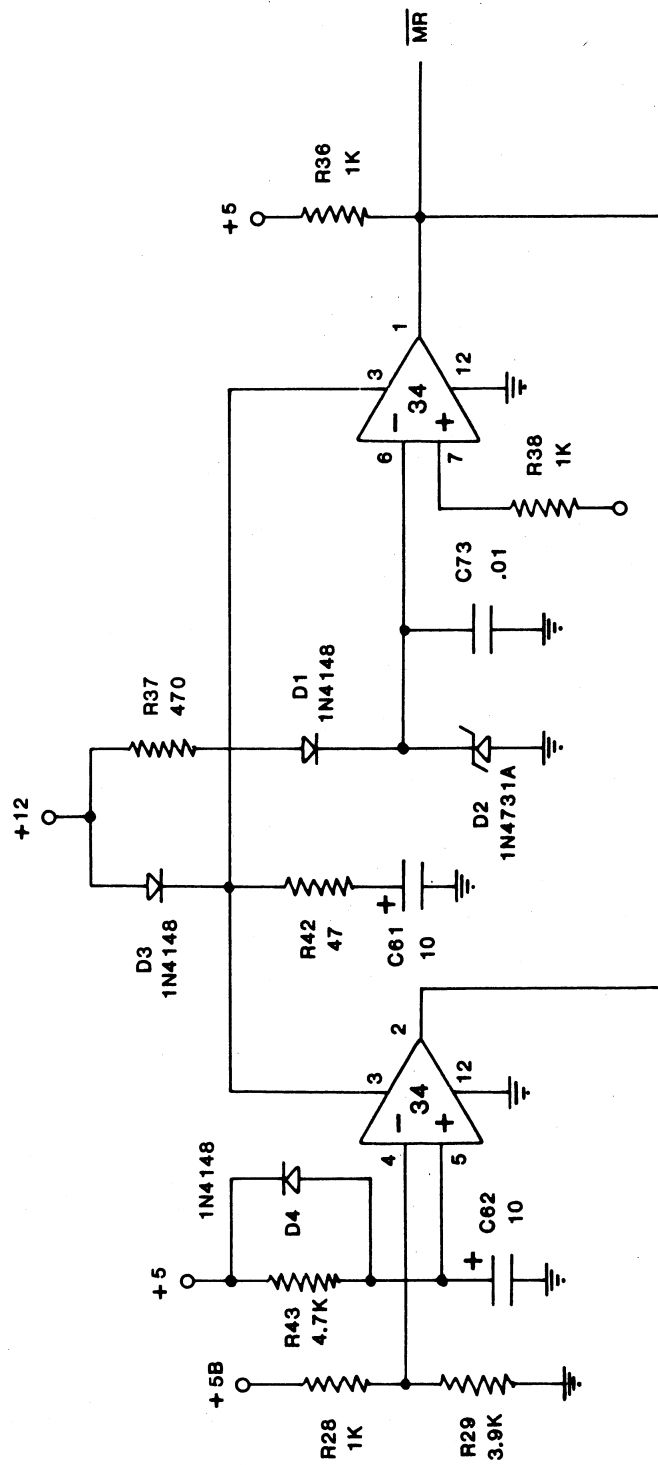 +12
D3
1N4148
R37
470
+5
+5B
1N4148
D4
R43
4.7K
R28
1K
R29
3.9K
C62
10
+
4
5
3
−
+
34
12
2
R42
47
+
C61
10
D1
1N4148
D2
1N4731A
C73
.01
6
7
3
−
+
34
12
1
R38
1K
+5
R36
1K
MR